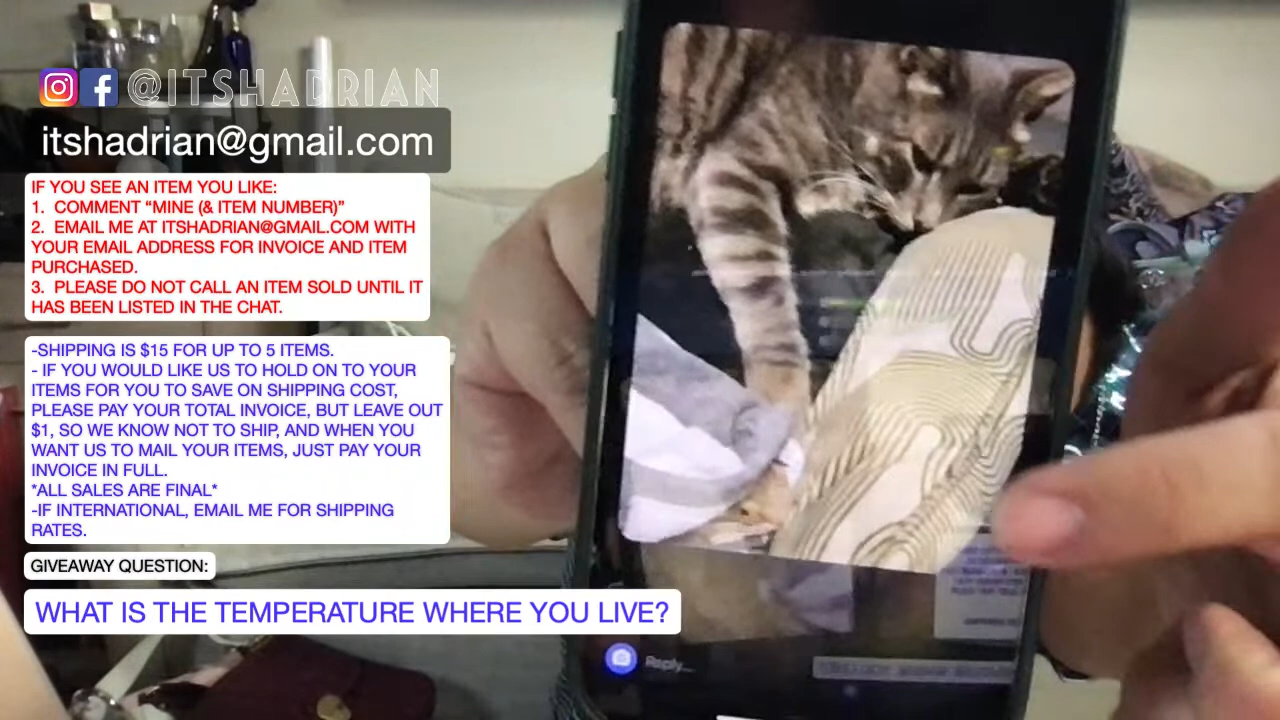 @ITSHADRIAN
itshadrian@gmail.com
IF YOU SEE AN ITEM YOU LIKE:
1. COMMENT “MINE (& ITEM NUMBER)”
2. EMAIL ME AT ITSHADRIAN@GMAIL.COM WITH
YOUR EMAIL ADDRESS FOR INVOICE AND ITEM
PURCHASED.
3. PLEASE DO NOT CALL AN ITEM SOLD UNTIL IT
HAS BEEN LISTED IN THE CHAT.
-SHIPPING IS $15 FOR UP TO 5 ITEMS.
- IF YOU WOULD LIKE US TO HOLD ON TO YOUR
ITEMS FOR YOU TO SAVE ON SHIPPING COST,
PLEASE PAY YOUR TOTAL INVOICE, BUT LEAVE OUT
$1, SO WE KNOW NOT TO SHIP, AND WHEN YOU
WANT US TO MAIL YOUR ITEMS, JUST PAY YOUR
INVOICE IN FULL.
*ALL SALES ARE FINAL*
-IF INTERNATIONAL, EMAIL ME FOR SHIPPING
RATES.
GIVEAWAY QUESTION:
WHAT IS THE TEMPERATURE WHERE YOU LIVE?
Reply...